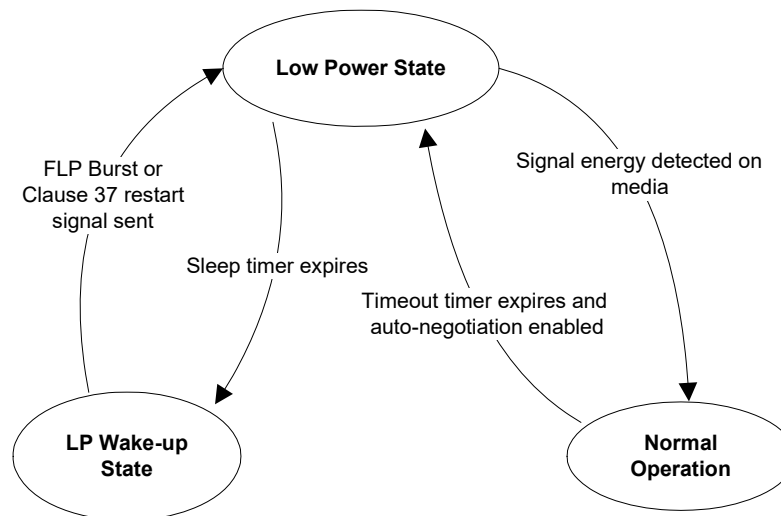 Low Power State
FLP Burst or
Clause 37 restart
signal sent
Signal energy detected on
media
Sleep timer expires
Timeout timer expires and
auto-negotiation enabled
LP Wake-up
State
Normal
Operation